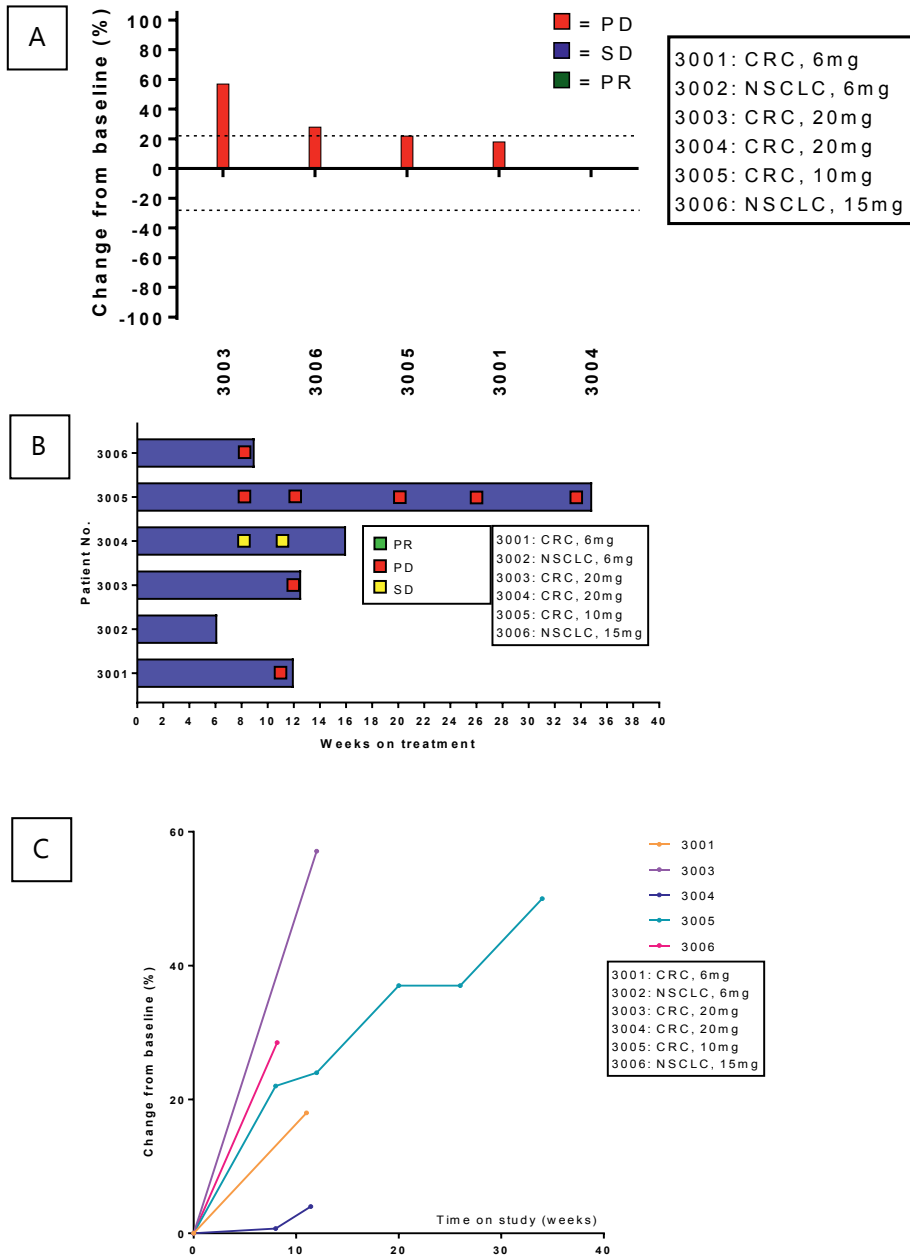 A
Change from baseline (%)
100
80
60
40
20
0
-20
-40
-60
-80
-100
= PD
= SD
= PR
3001: CRC, 6mg
3002: NSCLC, 6mg
3003: CRC, 20mg
3004: CRC, 20mg
3005: CRC, 10mg
3006: NSCLC, 15mg
3003
3006
3005
3001
3004
B
Patient No.
3006
3005
3004
3003
3002
3001
PR
PD
SD
3001: CRC, 6mg
3002: NSCLC, 6mg
3003: CRC, 20mg
3004: CRC, 20mg
3005: CRC, 10mg
3006: NSCLC, 15mg
0 2 4 6 8 10 12 14 16 18 20 22 24 26 28 30 32 34 36 38 40
Weeks on treatment
C
Change from baseline (%)
60
40
20
0
3001
3003
3004
3005
3006
3001: CRC, 6mg
3002: NSCLC, 6mg
3003: CRC, 20mg
3004: CRC, 20mg
3005: CRC, 10mg
3006: NSCLC, 15mg
Time on study (weeks)
0 10 20 30 40